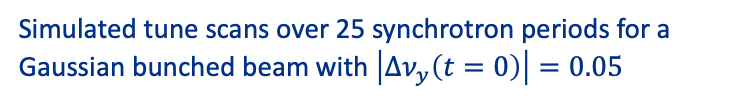 Simulated tune scans over 25 synchrotron periods for a
Gaussian bunched beam with |Δν_y(t = 0)| = 0.05